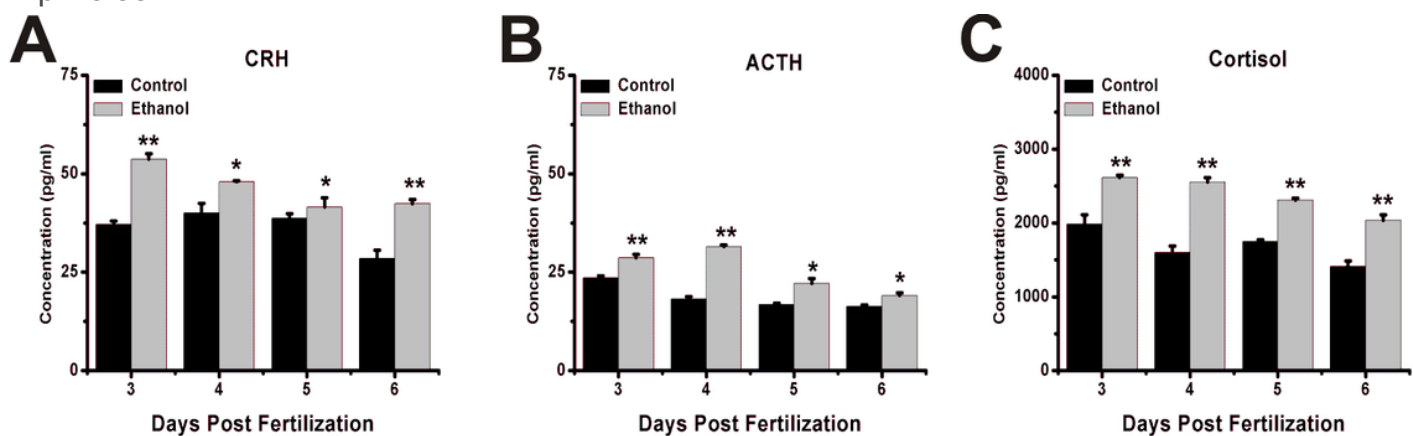 A
CRH
75
50
25
0
Concentration (pg/ml)
Control
Ethanol
**
*
*
**
3 4 5 6
Days Post Fertilization
B
ACTH
75
50
25
0
Concentration (pg/ml)
Control
Ethanol
**
**
*
*
3 4 5 6
Days Post Fertilization
C
Cortisol
4000
3000
2000
1000
0
Concentration (pg/ml)
Control
Ethanol
**
**
**
**
3 4 5 6
Days Post Fertilization